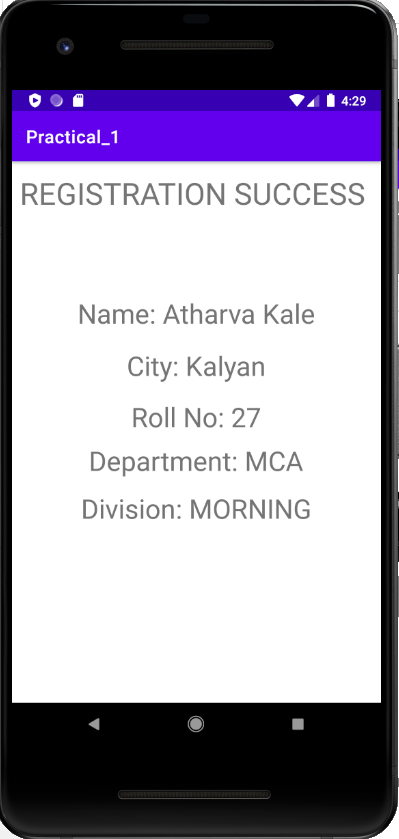 4:29
Practical_1
REGISTRATION SUCCESS
Name: Atharva Kale
City: Kalyan
Roll No: 27
Department: MCA
Division: MORNING